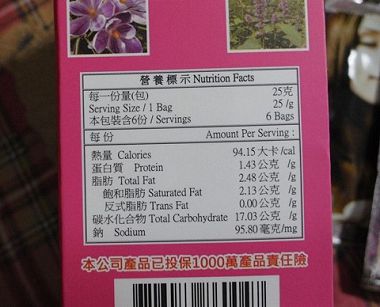 營養標示 Nutrition Facts
每一份量(包) 25克
Serving Size / 1 Bag 25 /g
本包裝含6份 / Servings 6 Bags
每 份 Amount Per Serving :
熱量 Calories 94.15 大卡 /cal
蛋白質 Protein 1.43 公克 /g
脂肪 Total Fat 2.48 公克 /g
飽和脂肪 Saturated Fat 2.13 公克 /g
反式脂肪 Trans Fat 0.00 公克 /g
碳水化合物 Total Carbohydrate 17.03 公克 /g
鈉 Sodium 95.80 毫克/mg
本公司產品已投保1000萬產品責任險